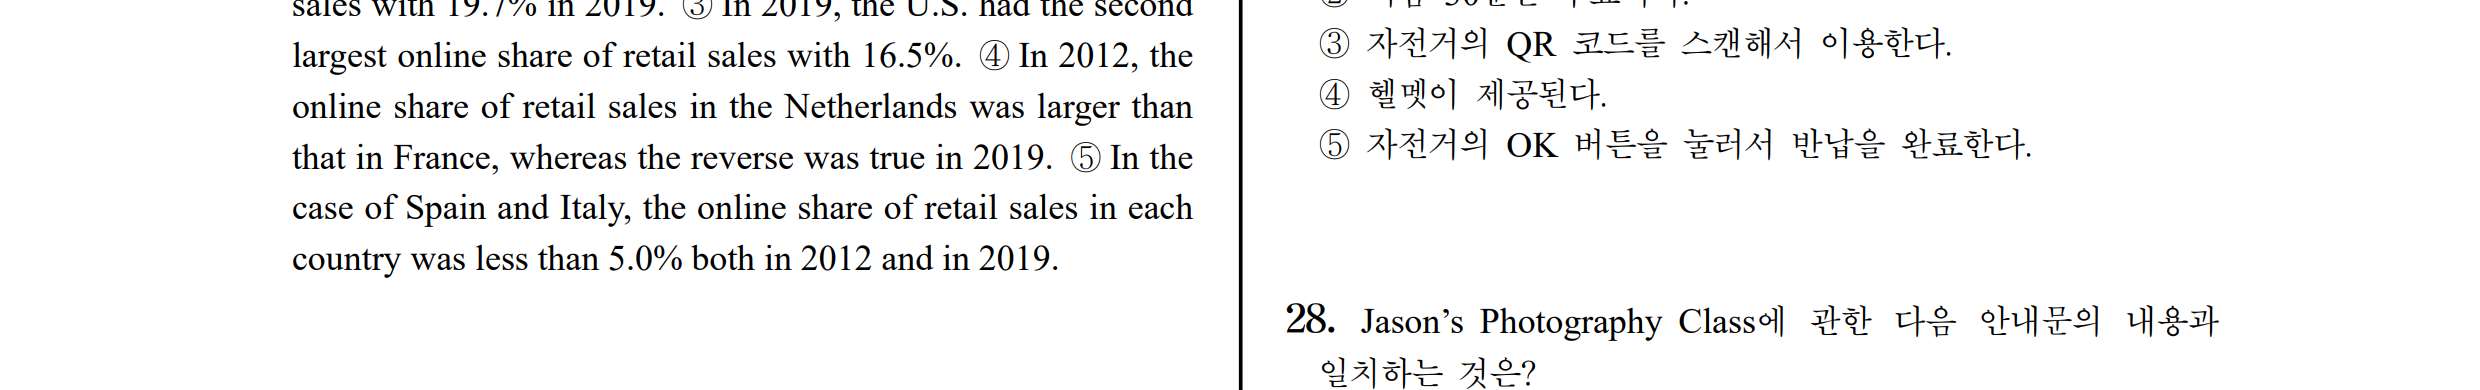 sales with 19.7% in 2019. ③ In 2019, the U.S. had the second
largest online share of retail sales with 16.5%. ④ In 2012, the
online share of retail sales in the Netherlands was larger than
that in France, whereas the reverse was true in 2019. ⑤ In the
case of Spain and Italy, the online share of retail sales in each
country was less than 5.0% both in 2012 and in 2019.
③ 자전거의 QR 코드를 스캔해서 이용한다.
④ 헬멧이 제공된다.
⑤ 자전거의 OK 버튼을 눌러서 반납을 완료한다.
28. Jason’s Photography Class에 관한 다음 안내문의 내용과
일치하는 것은?